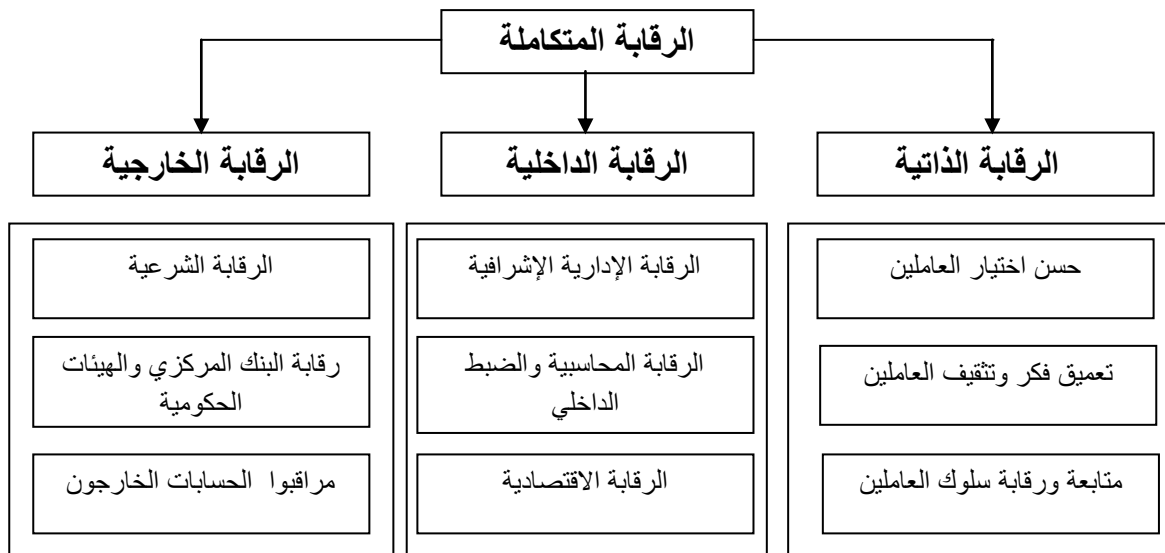 الرقابة المتكاملة
الرقابة الذاتية
الرقابة الداخلية
الرقابة الخارجية
حسن اختيار العاملين
تعميق فكر وتثقيف العاملين
متابعة ورقابة سلوك العاملين
الرقابة الإدارية الإشرافية
الرقابة المحاسبية والضبط
الداخلي
الرقابة الاقتصادية
الرقابة الشرعية
رقابة البنك المركزي والهيئات
الحكومية
مراقبوا الحسابات الخارجون